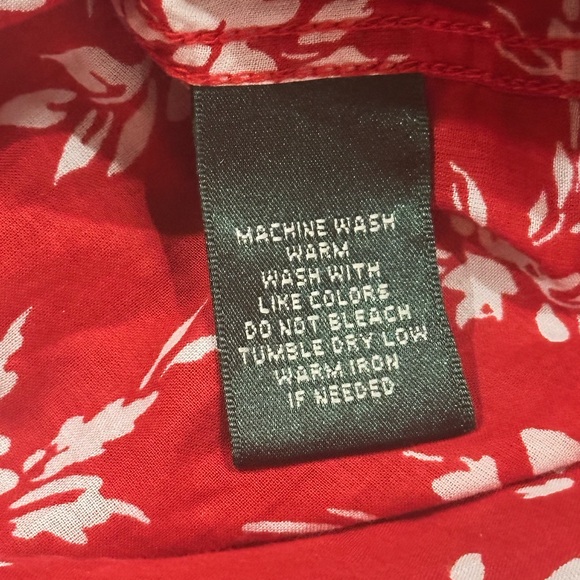 MACHINE WASH
WARM
WASH WITH
LIKE COLORS
DO NOT BLEACH
TUMBLE DRY LOW
WARM IRON
IF NEEDED